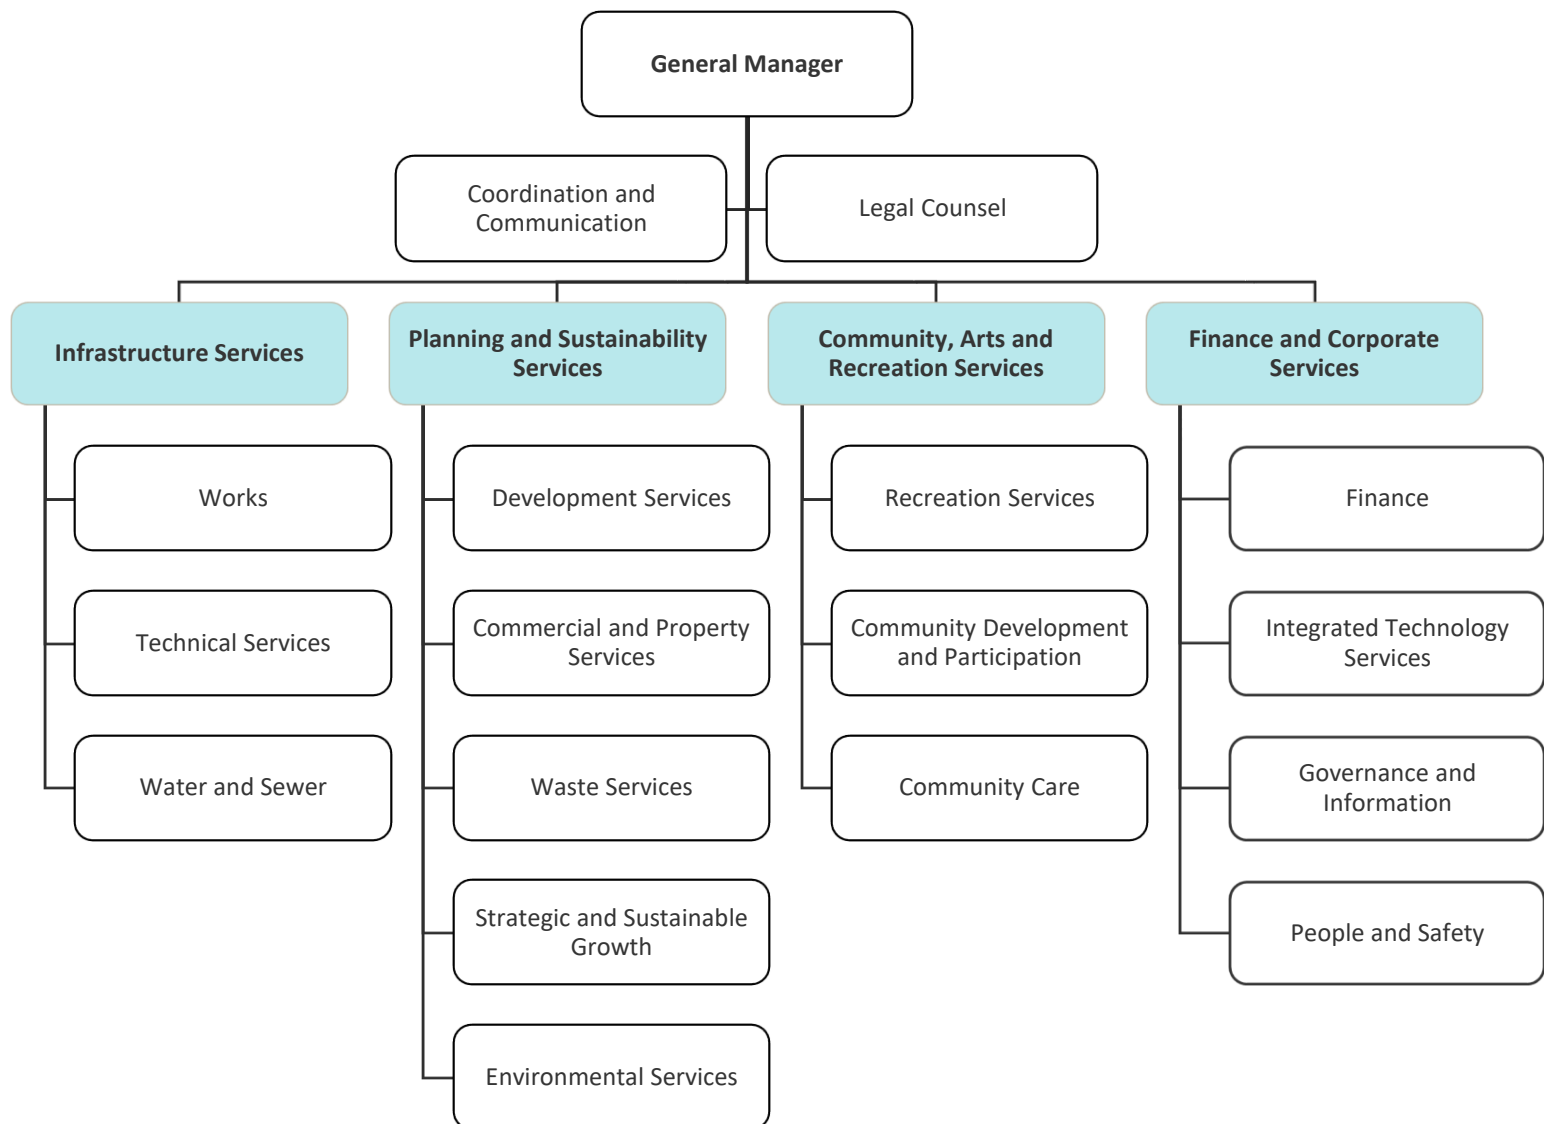 General Manager
Coordination and
Communication
Legal Counsel
Infrastructure Services
Planning and Sustainability
Services
Community, Arts and
Recreation Services
Finance and Corporate
Services
Works
Technical Services
Water and Sewer
Development Services
Commercial and Property
Services
Waste Services
Strategic and Sustainable
Growth
Environmental Services
Recreation Services
Community Development
and Participation
Community Care
Finance
Integrated Technology
Services
Governance and
Information
People and Safety